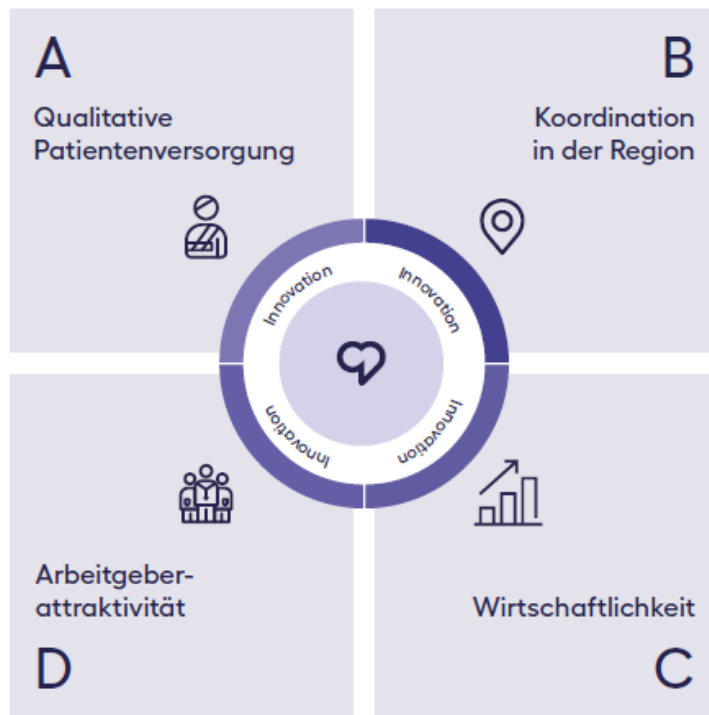 A
Qualitative
Patientenversorgung
B
Koordination
in der Region
Innovation
Innovation
Innovation
Innovation
Arbeitgeber-
attraktivität
D
Wirtschaftlichkeit
C